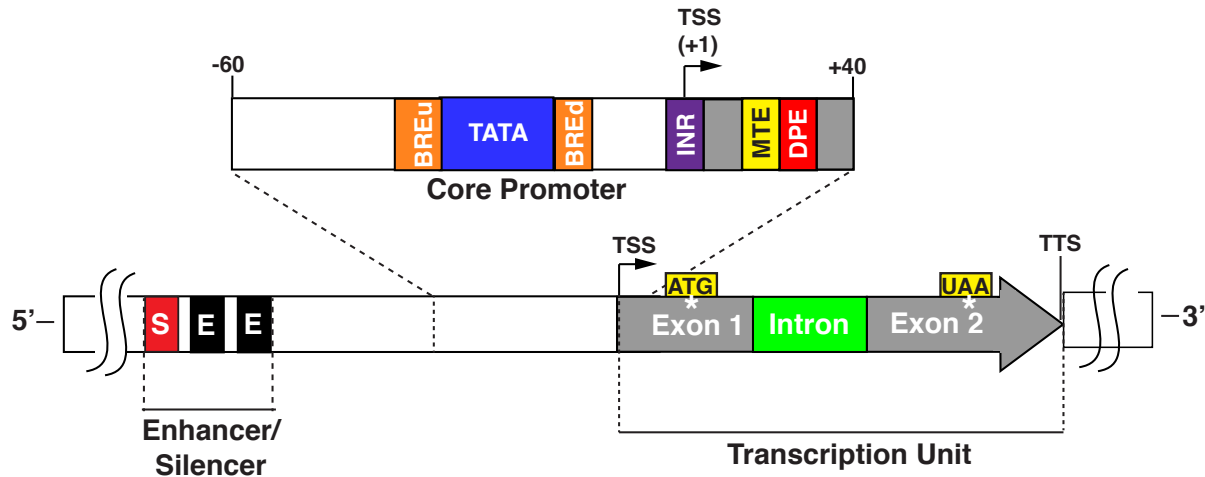 TSS
(+1)
-60
+40
BREu
TATA
BREd
INR
MTE
DPE
Core Promoter
TSS
TTS
ATG
UAA
5’
S
E
E
*
Exon 1
Intron
*
Exon 2
3’
Enhancer/
Silencer
Transcription Unit